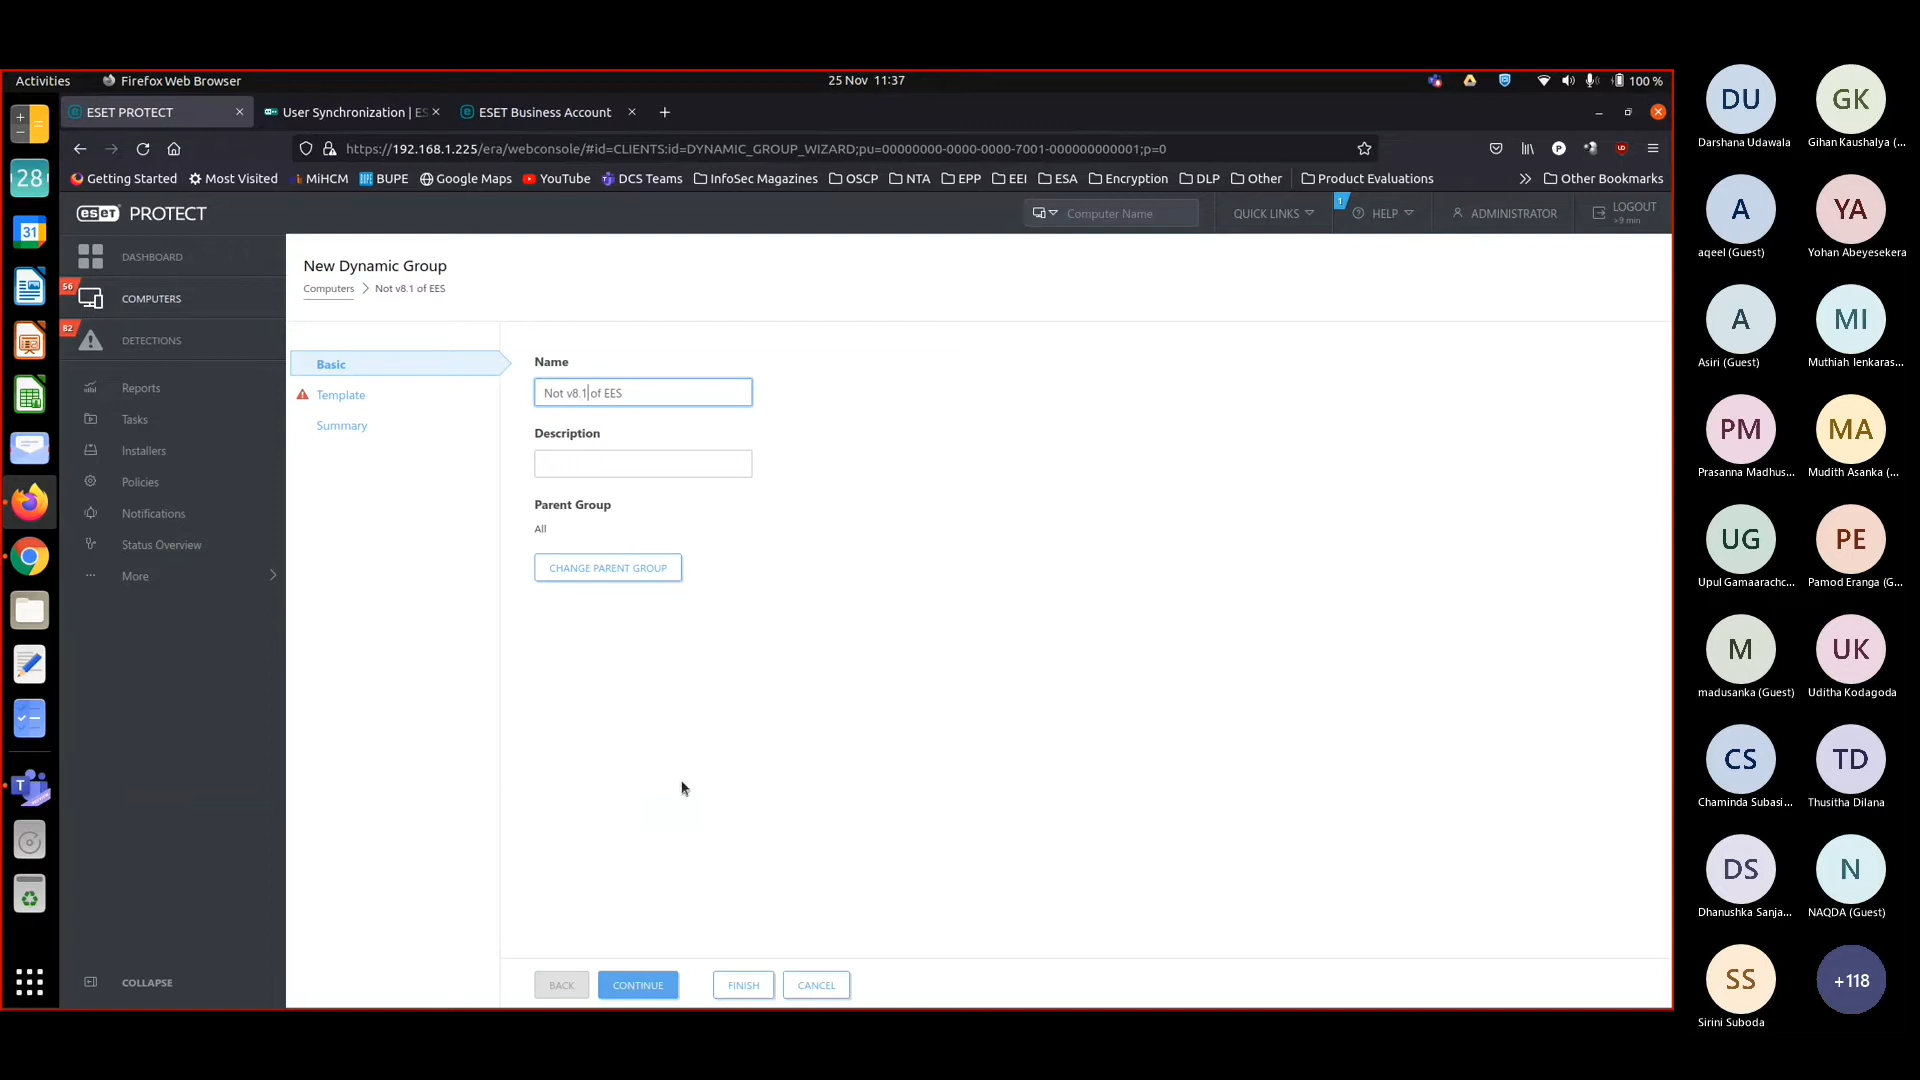 Activities
Firefox Web Browser
25 Nov 11:37
100 %
ESET PROTECT
User Synchronization | ES
ESET Business Account
https://192.168.1.225/era/webconsole/#id=CLIENTS:id=DYNAMIC_GROUP_WIZARD;pu=00000000-0000-0000-7001-000000000001;p=0
Getting Started
Most Visited
MiHCM
BUPE
Google Maps
YouTube
DCS Teams
InfoSec Magazines
OSCP
NTA
EPP
EEI
ESA
Encryption
DLP
Other
Product Evaluations
Other Bookmarks
eset PROTECT
Computer Name
QUICK LINKS
1
HELP
ADMINISTRATOR
LOGOUT
>9 min
28
31
DASHBOARD
56
COMPUTERS
82
DETECTIONS
Reports
Tasks
Installers
Policies
Notifications
Status Overview
More
COLLAPSE
New Dynamic Group
Computers > Not v8.1 of EES
Basic
Template
Summary
Name
Not v8.1 of EES
Description
Parent Group
All
CHANGE PARENT GROUP
BACK
CONTINUE
FINISH
CANCEL
DU
Darshana Udawala
GK
Gihan Kaushalya (...
A
aqeel (Guest)
YA
Yohan Abeyesekera
A
Asiri (Guest)
MI
Muthiah Ienkaras...
PM
Prasanna Madhus...
MA
Mudith Asanka (...
UG
Upul Gamaarachc...
PE
Pamod Eranga (G...
M
madusanka (Guest)
UK
Uditha Kodagoda
CS
Chaminda Subasi...
TD
Thusitha Dilana
DS
Dhanushka Sanja...
N
NAQDA (Guest)
SS
Sirini Suboda
+118